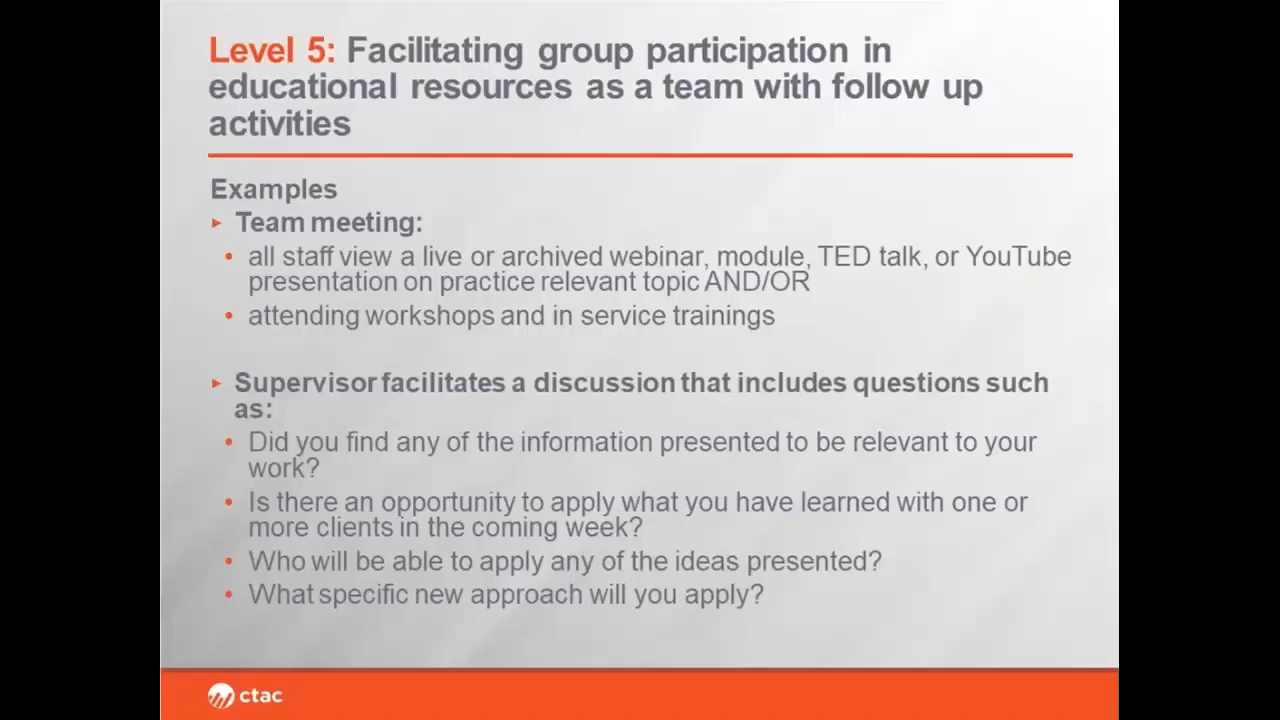 Level 5: Facilitating group participation in
educational resources as a team with follow up
activities
Examples
Team meeting:
all staff view a live or archived webinar, module, TED talk, or YouTube
presentation on practice relevant topic AND/OR
attending workshops and in service trainings
Supervisor facilitates a discussion that includes questions such
as:
Did you find any of the information presented to be relevant to your
work?
Is there an opportunity to apply what you have learned with one or
more clients in the coming week?
Who will be able to apply any of the ideas presented?
What specific new approach will you apply?
ctac